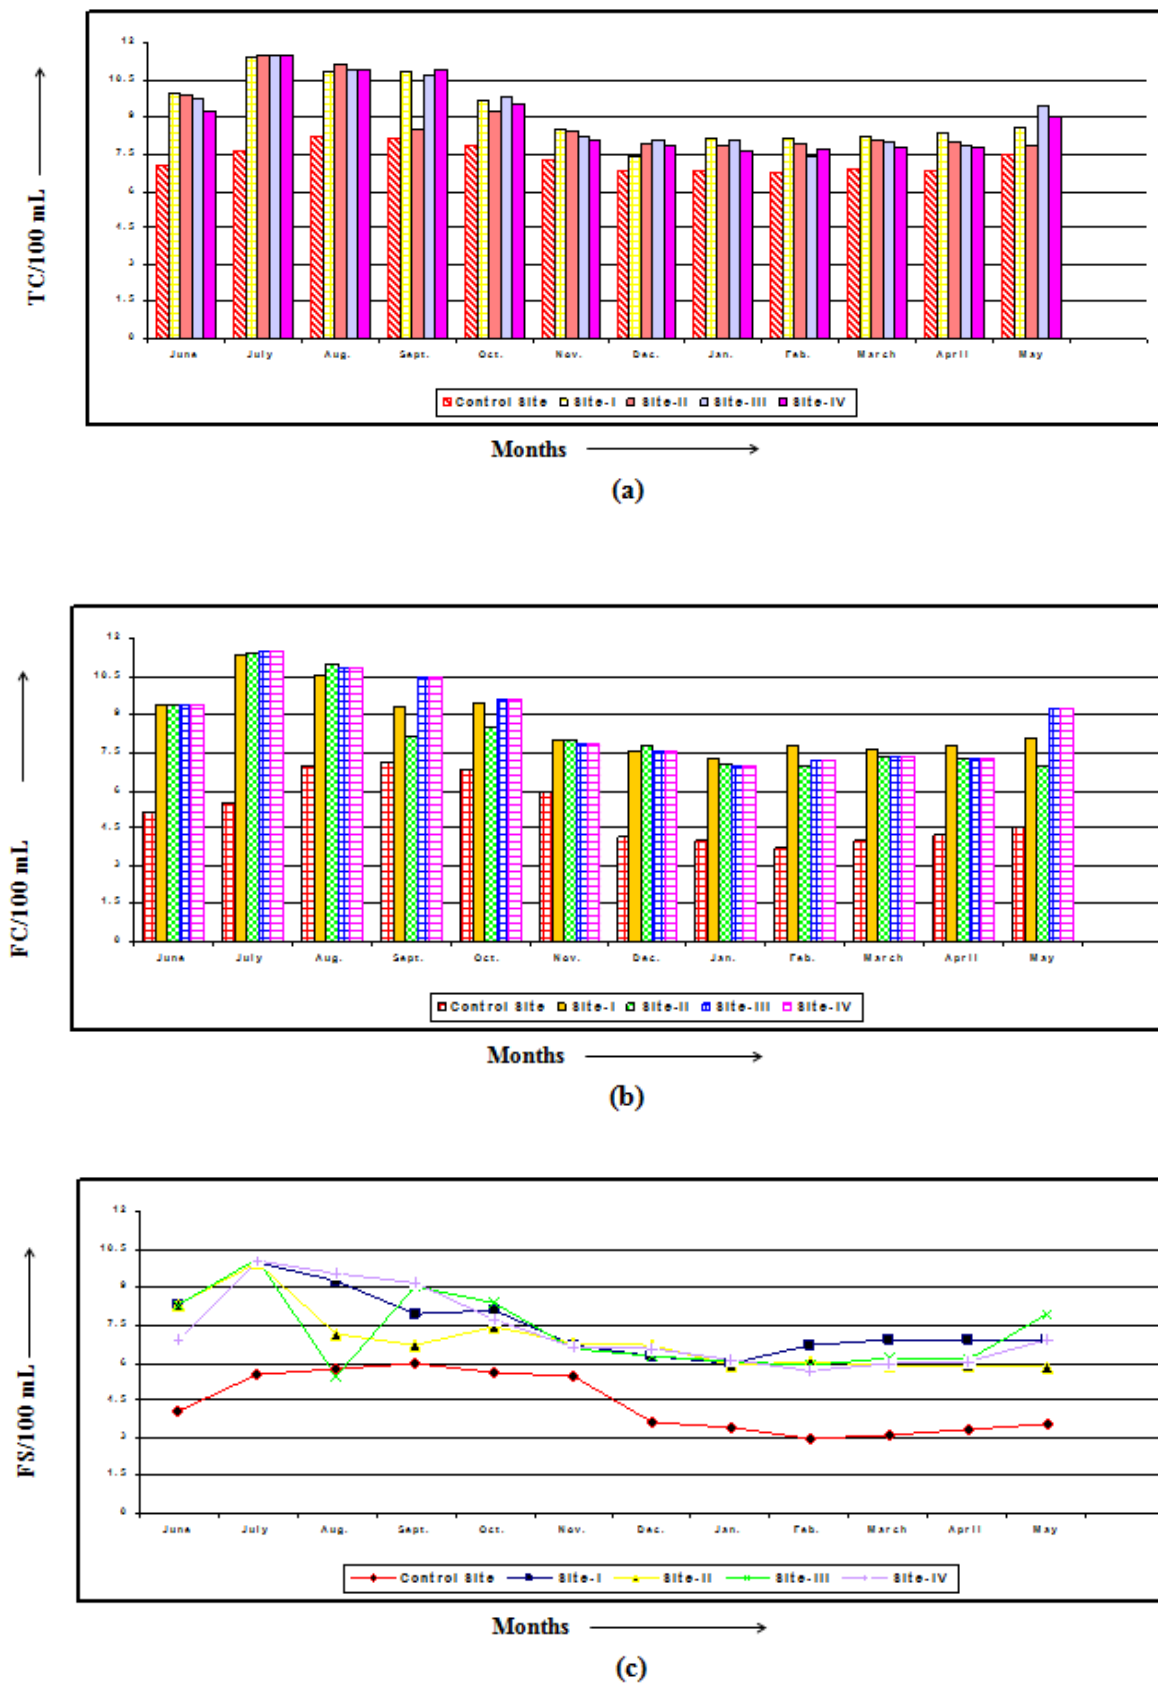 12
10.5
9
7.5
6
4.5
3
1.5
0
TC/100 mL
June July Aug. Sept. Oct. Nov. Dec. Jan. Feb. March April May
Control Site Site-I Site-II Site-III Site-IV
Months
(a)
12
10.5
9
7.5
6
4.5
3
1.5
0
FC/100 mL
June July Aug. Sept. Oct. Nov. Dec. Jan. Feb. March April May
Control Site Site-I Site-II Site-III Site-IV
Months
(b)
12
10.5
9
7.5
6
4.5
3
1.5
0
FS/100 mL
June July Aug. Sept. Oct. Nov. Dec. Jan. Feb. March April May
Control Site Site-I Site-II Site-III Site-IV
Months
(c)